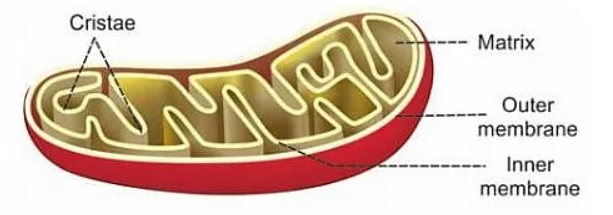 Cristae
Matrix
Outer
membrane
Inner
membrane